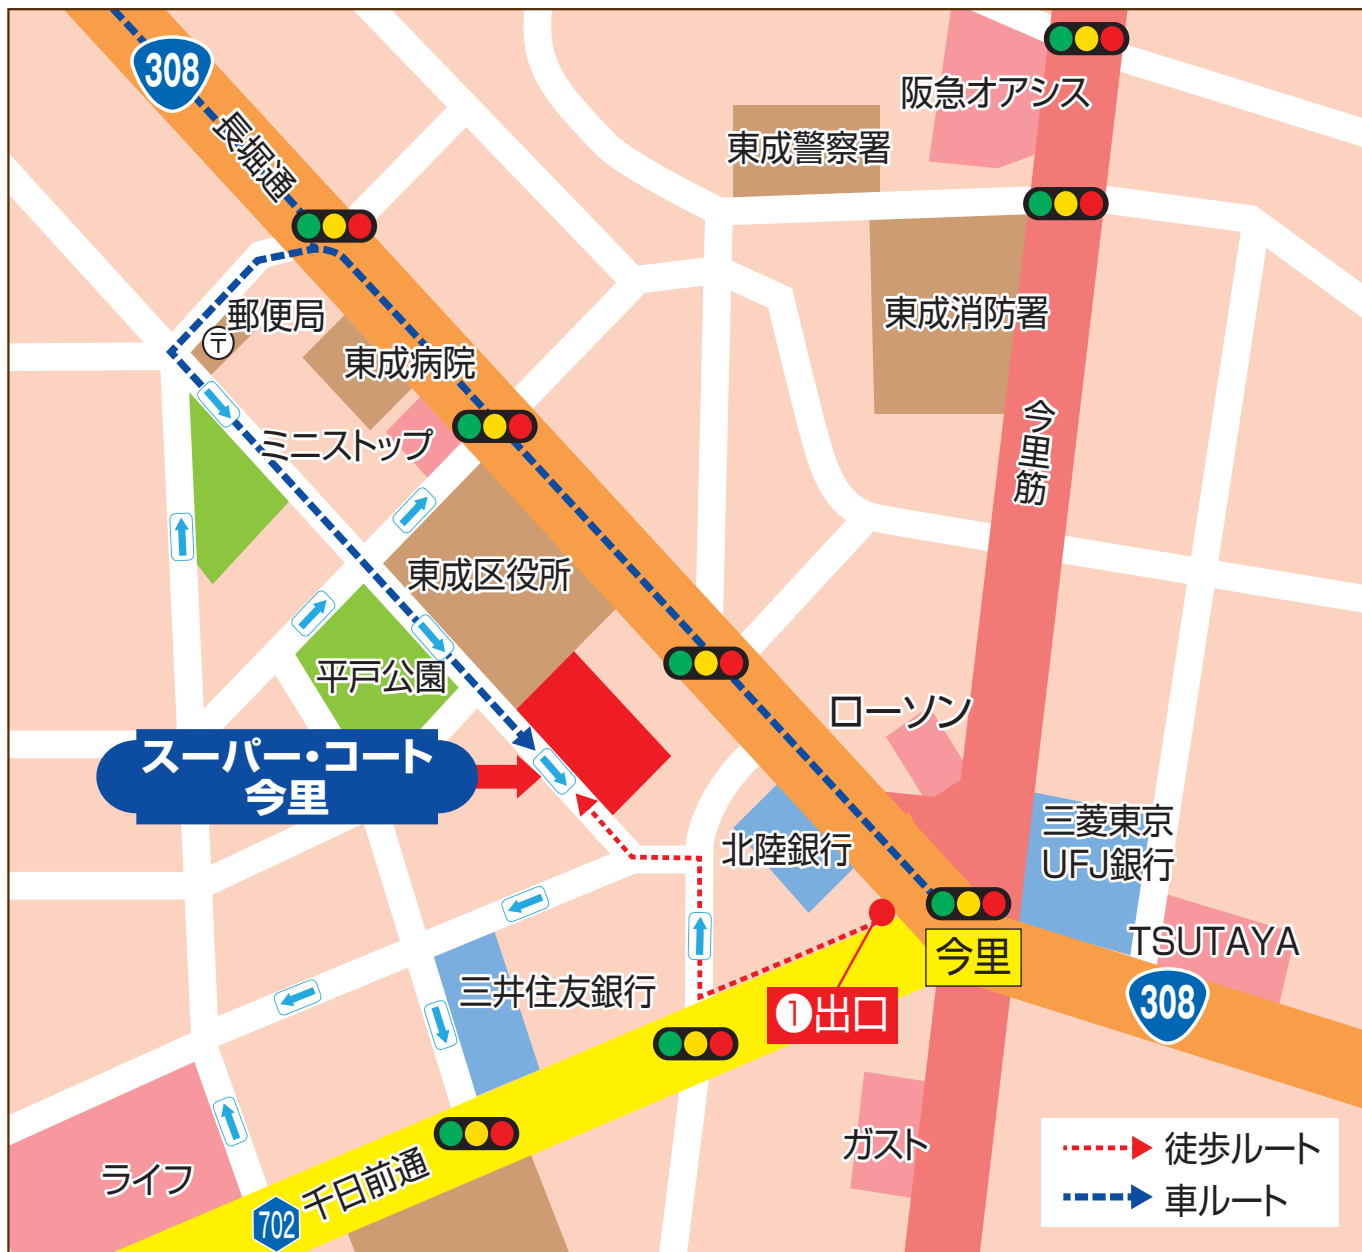 308
長堀通
阪急オアシス
東成警察署
東成消防署
郵便局
〒
東成病院
ミニストップ
今里筋
東成区役所
平戸公園
スーパー・コート
今里
ローソン
北陸銀行
三菱東京
UFJ銀行
TSUTAYA
今里
308
三井住友銀行
❶出口
ガスト
ライフ
702
千日前通
徒歩ルート
車ルート